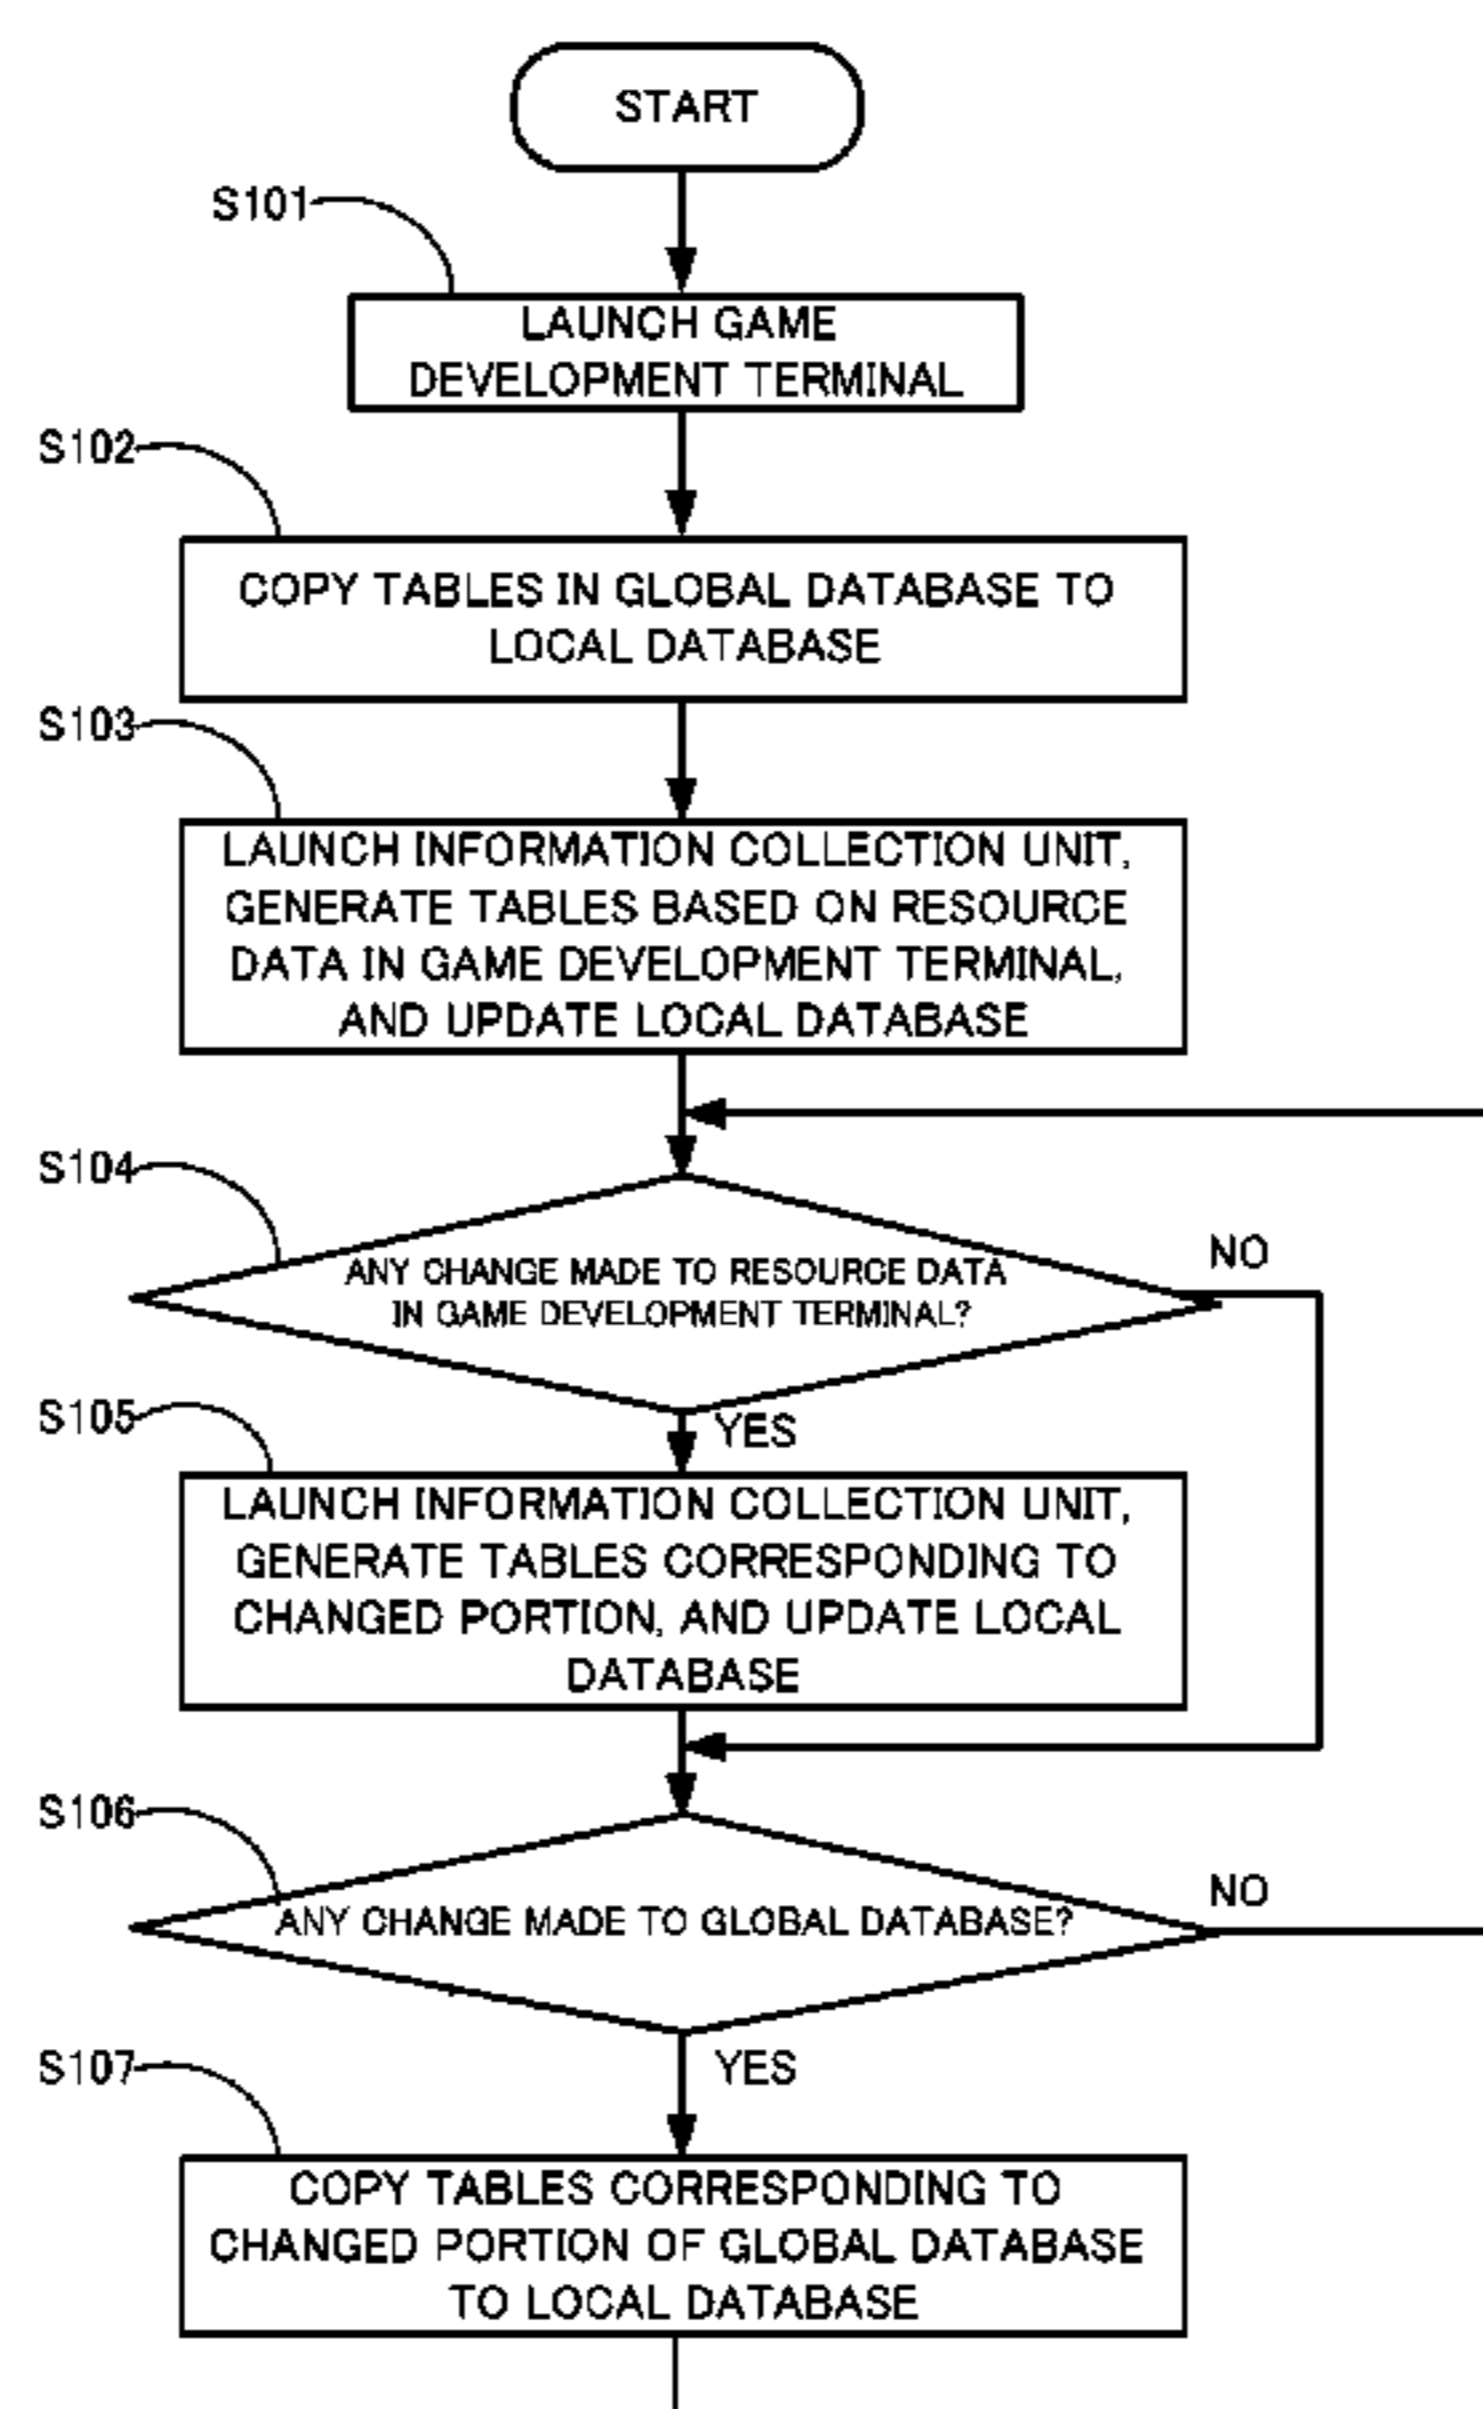 START
S101
LAUNCH GAME
DEVELOPMENT TERMINAL
S102
COPY TABLES IN GLOBAL DATABASE TO
LOCAL DATABASE
S103
LAUNCH INFORMATION COLLECTION UNIT,
GENERATE TABLES BASED ON RESOURCE
DATA IN GAME DEVELOPMENT TERMINAL,
AND UPDATE LOCAL DATABASE
S104
ANY CHANGE MADE TO RESOURCE DATA
IN GAME DEVELOPMENT TERMINAL?
NO
YES
S105
LAUNCH INFORMATION COLLECTION UNIT,
GENERATE TABLES CORRESPONDING TO
CHANGED PORTION, AND UPDATE LOCAL
DATABASE
S106
ANY CHANGE MADE TO GLOBAL DATABASE?
NO
YES
S107
COPY TABLES CORRESPONDING TO
CHANGED PORTION OF GLOBAL DATABASE
TO LOCAL DATABASE